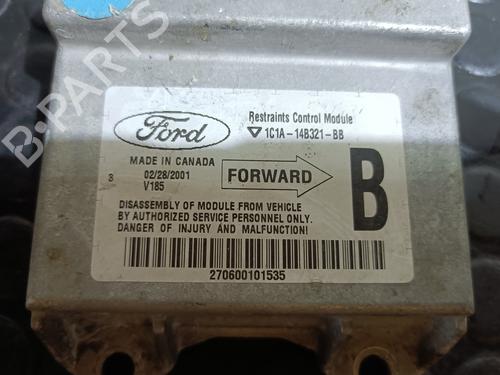 B-PARTS
Ford
Restraints Control Module
1C1A-14B321-BB
MADE IN CANADA
3 02/28/2001
V185
FORWARD
B
DISASSEMBLY OF MODULE FROM VEHICLE
BY AUTHORIZED SERVICE PERSONNEL ONLY.
DANGER OF INJURY AND MALFUNCTION!
270600101535